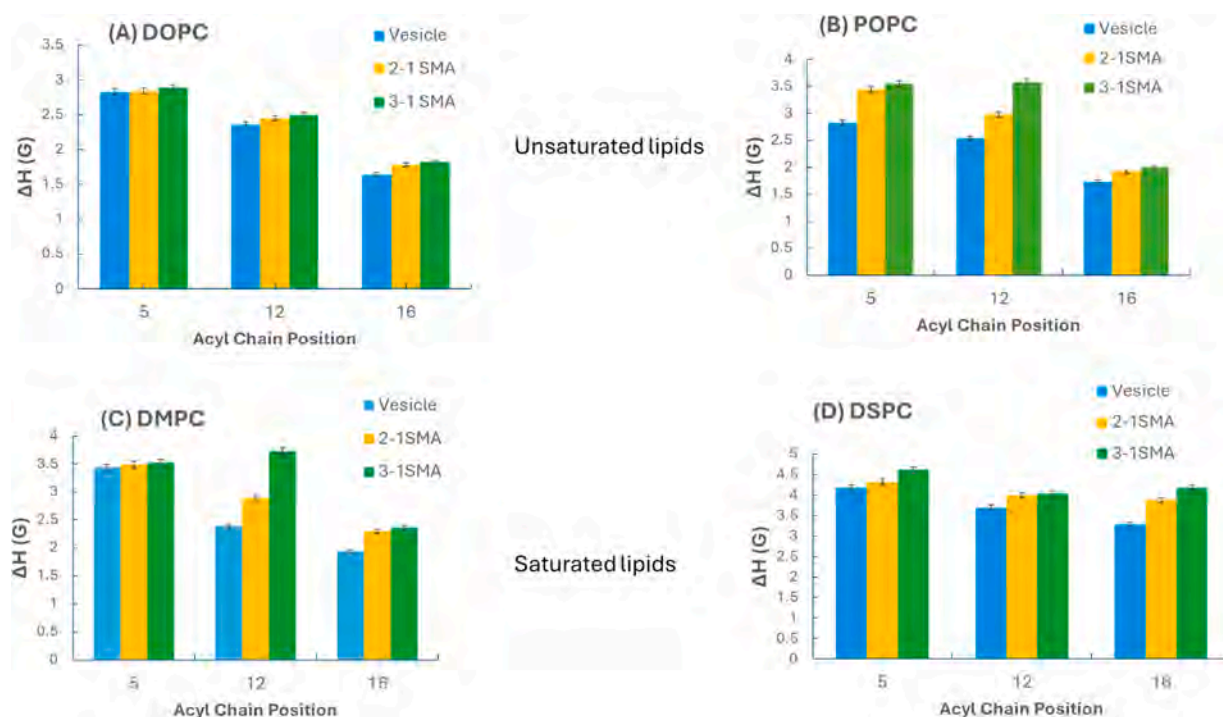 (A) DOPC
Vesicle
2-1 SMA
3-1 SMA
3.5
3
2.5
2
1.5
1
0.5
0
ΔH (G)
5 12 16
Acyl Chain Position
Unsaturated lipids
(B) POPC
Vesicle
2-1SMA
3-1SMA
4
3.5
3
2.5
2
1.5
1
0.5
0
ΔH (G)
5 12 16
Acyl Chain Position
(C) DMPC
Vesicle
2-1SMA
3-1SMA
4
3.5
3
2.5
2
1.5
1
0.5
0
ΔH (G)
5 12 16
Acyl Chain Position
Saturated lipids
(D) DSPC
Vesicle
2-1SMA
3-1SMA
5
4.5
4
3.5
3
2.5
2
1.5
1
0.5
0
ΔH (G)
5 12 16
Acyl Chain Position